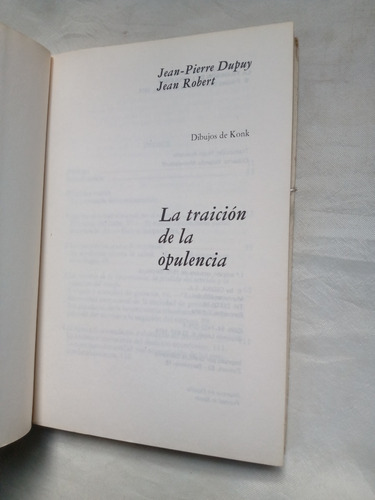 Jean-Pierre Dupuy
Jean Robert
Dibujos de Konk
La traición
de la
opulencia